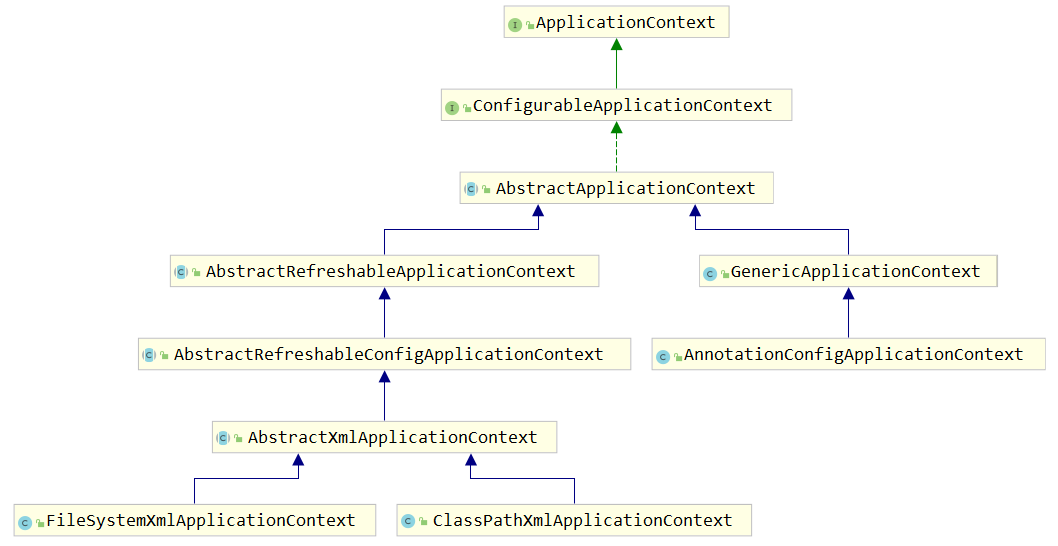 ApplicationContext
ConfigurableApplicationContext
AbstractApplicationContext
AbstractRefreshableApplicationContext
GenericApplicationContext
AbstractRefreshableConfigApplicationContext
AnnotationConfigApplicationContext
AbstractXmlApplicationContext
FileSystemXmlApplicationContext
ClassPathXmlApplicationContext